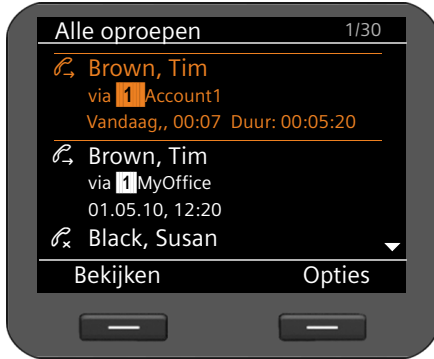 Alle oproepen 1/30
Brown, Tim
via 1 Account1
Vandaag,, 00:07 Duur: 00:05:20
Brown, Tim
via 1 MyOffice
01.05.10, 12:20
Black, Susan
Bekijken Opties